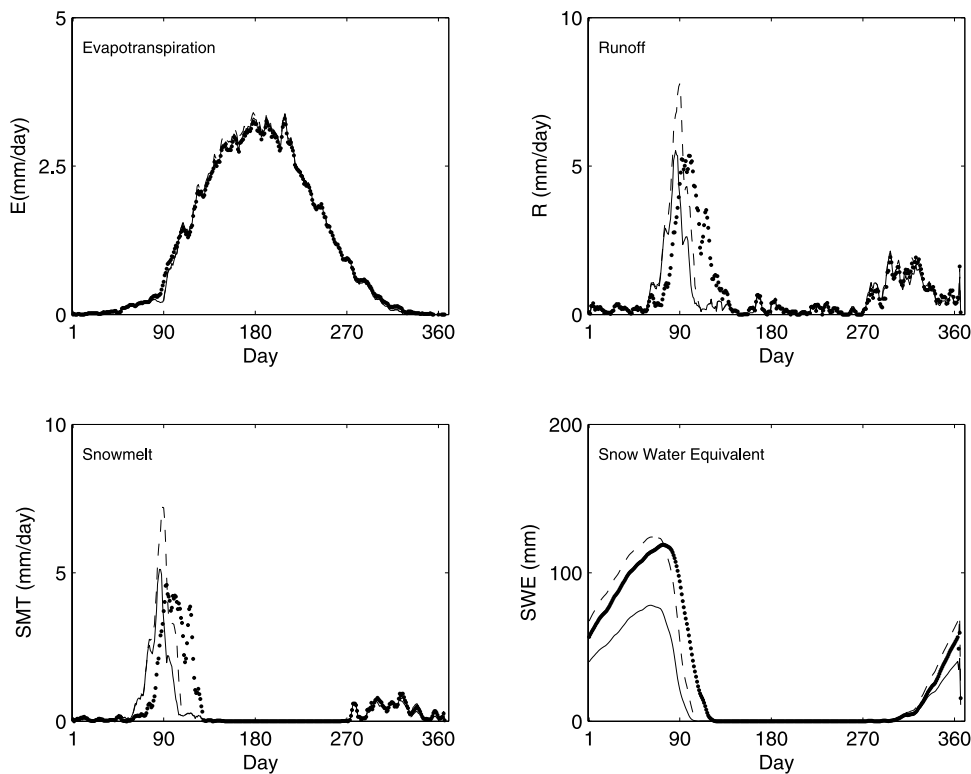 5
Evapotranspiration
E(mm/day)
2.5
0
1 90 180 270 360
Day
10
Runoff
R (mm/day)
5
0
1 90 180 270 360
Day
10
Snowmelt
SMT (mm/day)
5
0
1 90 180 270 360
Day
200
Snow Water Equivalent
SWE (mm)
100
0
1 90 180 270 360
Day